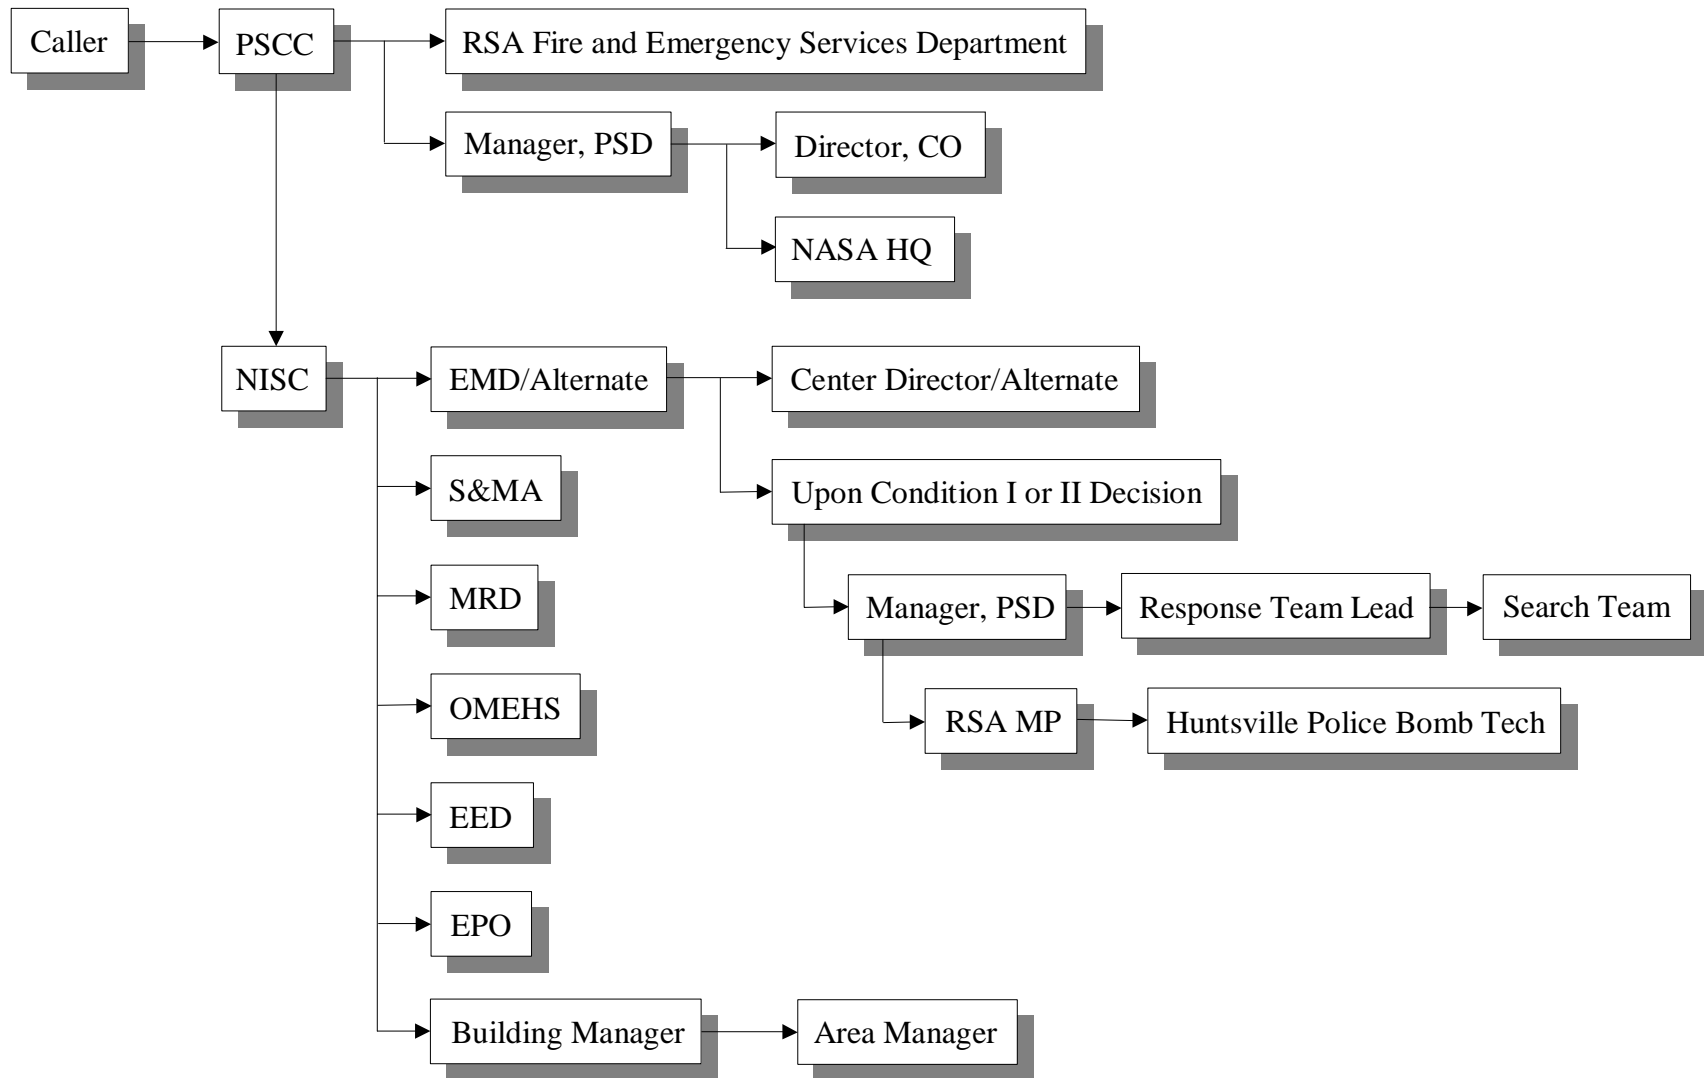 Caller
PSCC
RSA Fire and Emergency Services Department
Manager, PSD
Director, CO
NASA HQ
NISC
EMD/Alternate
Center Director/Alternate
S&MA
Upon Condition I or II Decision
MRD
Manager, PSD
Response Team Lead
Search Team
OMEHS
RSA MP
Huntsville Police Bomb Tech
EED
EPO
Building Manager
Area Manager